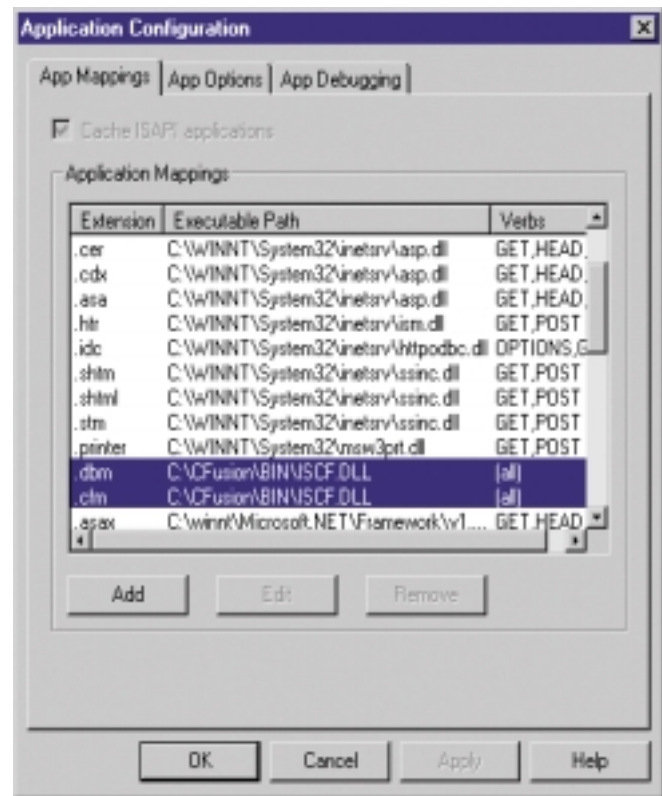 Application Configuration
App Mappings App Options App Debugging
Cache ISAPI applications
Application Mappings
Extension Executable Path Verbs
.cer C:\WINNT\System32\inetsrv\asp.dll GET,HEAD,
.cdx C:\WINNT\System32\inetsrv\asp.dll GET,HEAD,
.asa C:\WINNT\System32\inetsrv\asp.dll GET,HEAD,
.htr C:\WINNT\System32\inetsrv\ism.dll GET,POST
.idc C:\WINNT\System32\inetsrv\httpodbc.dll OPTIONS,G
.shtm C:\WINNT\System32\inetsrv\ssinc.dll GET,POST
.shtml C:\WINNT\System32\inetsrv\ssinc.dll GET,POST
.stm C:\WINNT\System32\inetsrv\ssinc.dll GET,POST
.printer C:\WINNT\System32\msw3prt.dll GET,POST
.dbm C:\CFusion\BIN\ISCF.DLL (all)
.cfm C:\CFusion\BIN\ISCF.DLL (all)
.asax C:\winnt\Microsoft.NET\Framework\v1.... GET,HEAD
Add Edit Remove
OK Cancel Apply Help